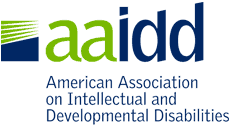 aaidd
American Association
on Intellectual and
Developmental Disabilities